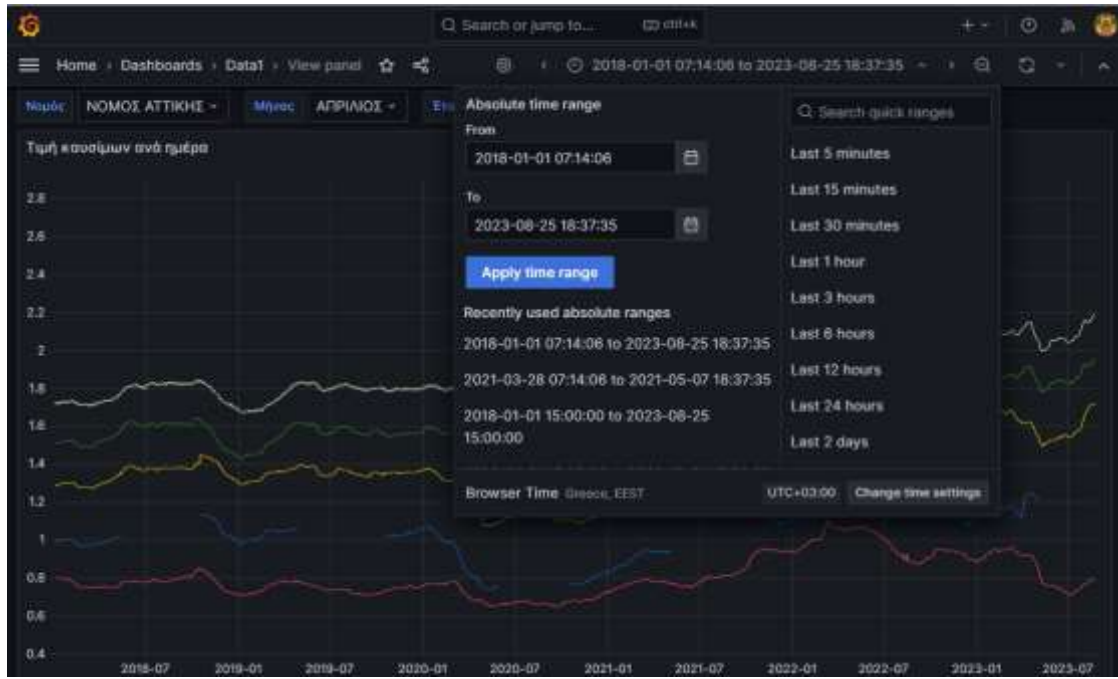 Search or jump to... ctrl+k
Home › Dashboards › Data1 › View panel 2018-01-01 07:14:06 to 2023-08-25 18:37:35
Νομός ΝΟΜΟΣ ΑΤΤΙΚΗΣ Μήνας ΑΠΡΙΛΙΟΣ
Τιμή καυσίμων ανά ημέρα
2.8
2.6
2.4
2.2
2
1.8
1.6
1.4
1.2
1
0.8
0.6
0.4
2018-07 2019-01 2019-07 2020-01 2020-07 2021-01 2021-07 2022-01 2022-07 2023-01 2023-07
Absolute time range
From
2018-01-01 07:14:06
To
2023-08-25 18:37:35
Apply time range
Recently used absolute ranges
2018-01-01 07:14:06 to 2023-08-25 18:37:35
2021-03-28 07:14:06 to 2021-05-07 18:37:35
2018-01-01 15:00:00 to 2023-08-25
15:00:00
Search quick ranges
Last 5 minutes
Last 15 minutes
Last 30 minutes
Last 1 hour
Last 3 hours
Last 6 hours
Last 12 hours
Last 24 hours
Last 2 days
Browser Time Greece, EEST UTC+03:00 Change time settings